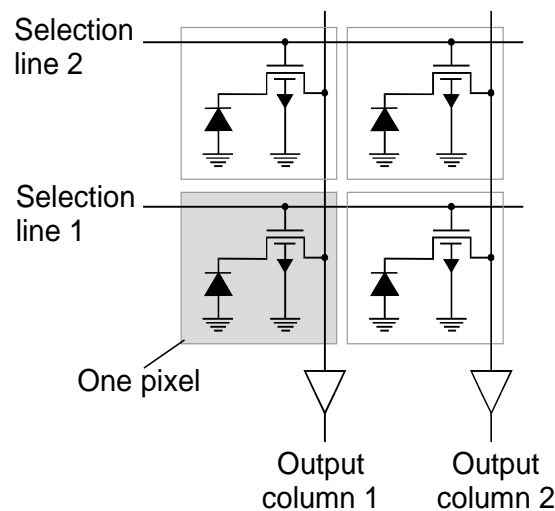 Selection
line 2
Selection
line 1
One pixel
Output
column 1
Output
column 2